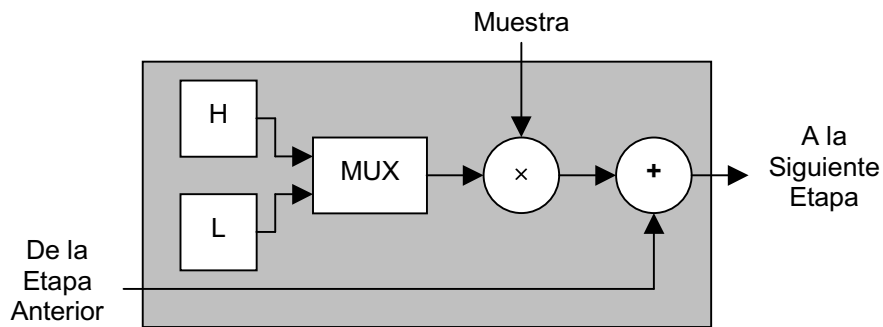 Muestra
H
MUX
×
+
A la
Siguiente
Etapa
L
De la
Etapa
Anterior